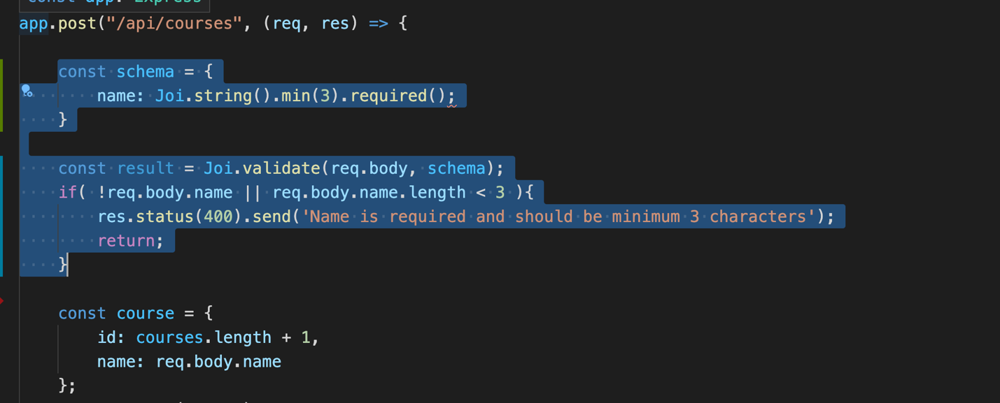 const app: Express
app.post("/api/courses", (req, res) => {
const schema = {
name: Joi.string().min(3).required();
}
const result = Joi.validate(req.body, schema);
if( !req.body.name || req.body.name.length < 3 ){
res.status(400).send('Name is required and should be minimum 3 characters');
return;
}
const course = {
id: courses.length + 1,
name: req.body.name
};